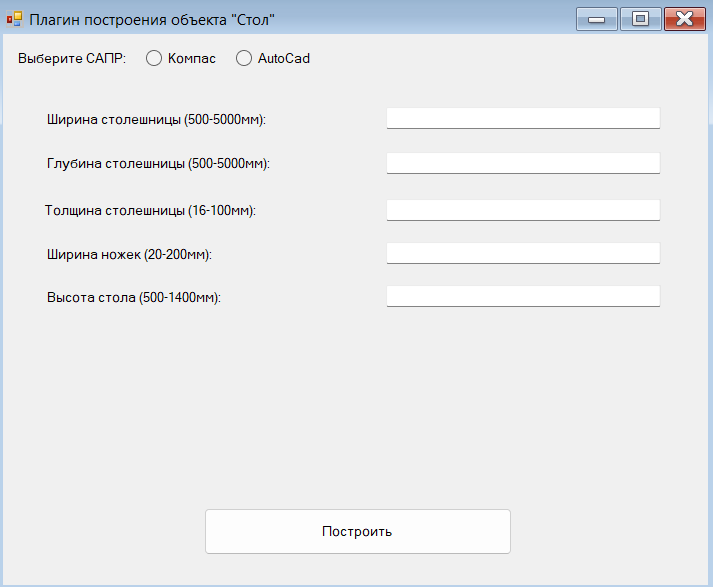 Плагин построения объекта "Стол"
Выберите САПР: Компас AutoCad
Ширина столешницы (500-5000мм):
Глубина столешницы (500-5000мм):
Толщина столешницы (16-100мм):
Ширина ножек (20-200мм):
Высота стола (500-1400мм):
Построить